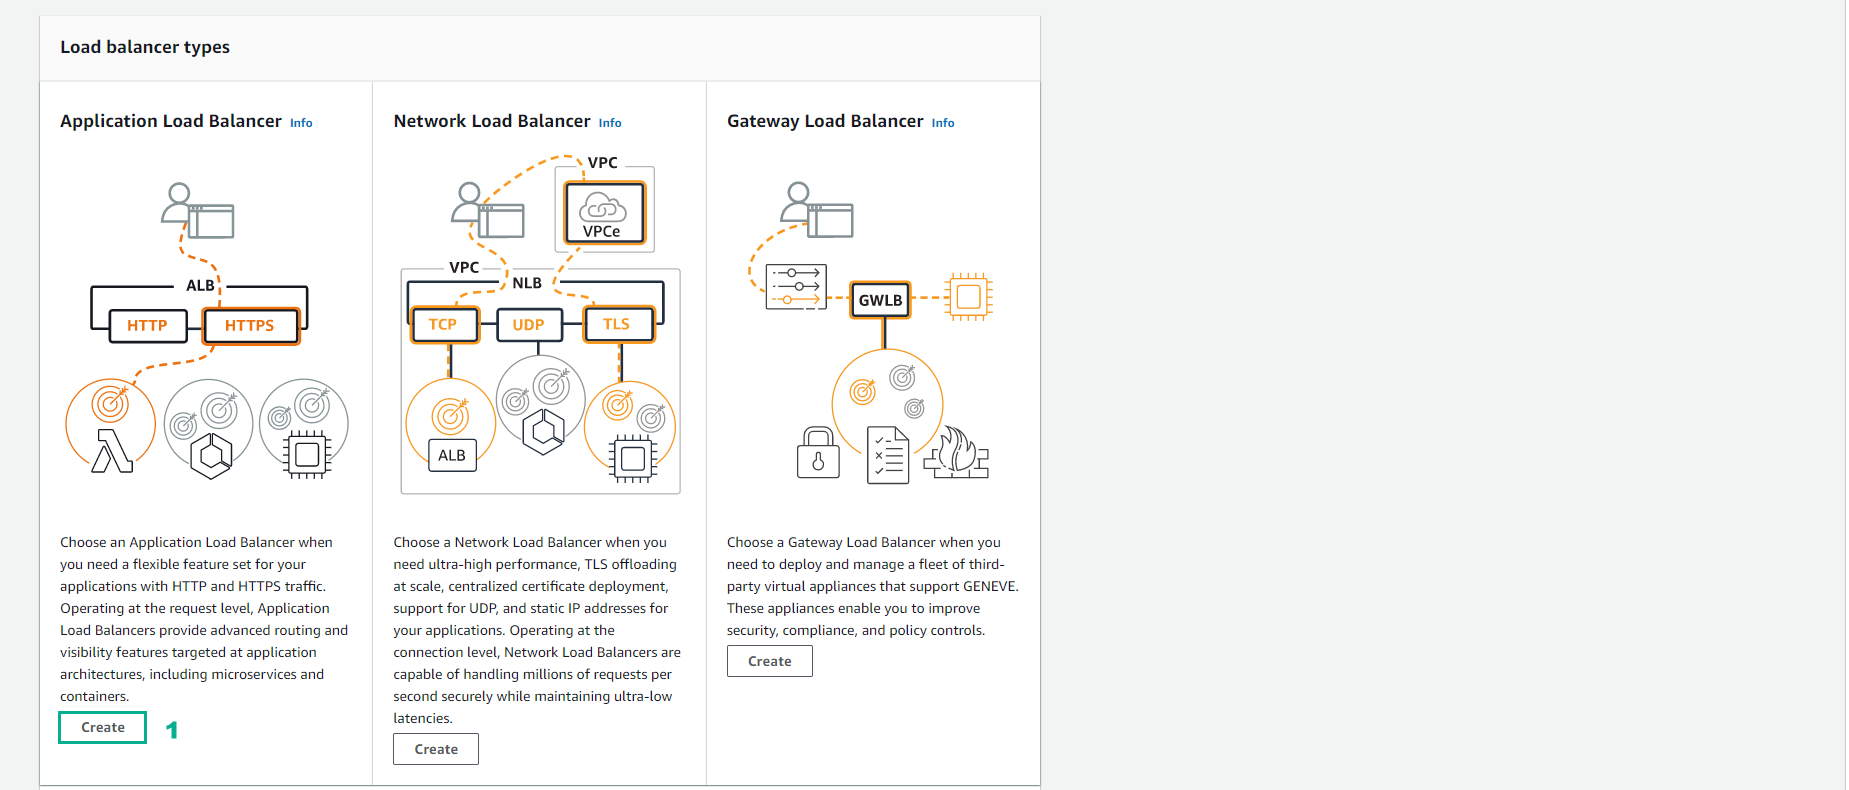 Load balancer types
Application Load Balancer Info
ALB
HTTP
HTTPS
Choose an Application Load Balancer when
you need a flexible feature set for your
applications with HTTP and HTTPS traffic.
Operating at the request level, Application
Load Balancers provide advanced routing and
visibility features targeted at application
architectures, including microservices and
containers.
Create
1
Network Load Balancer Info
VPC
VPCe
VPC
NLB
TCP
UDP
TLS
ALB
Choose a Network Load Balancer when you
need ultra-high performance, TLS offloading
at scale, centralized certificate deployment,
support for UDP, and static IP addresses for
your applications. Operating at the
connection level, Network Load Balancers are
capable of handling millions of requests per
second securely while maintaining ultra-low
latencies.
Create
Gateway Load Balancer Info
GWLB
Choose a Gateway Load Balancer when you
need to deploy and manage a fleet of third-
party virtual appliances that support GENEVE.
These appliances enable you to improve
security, compliance, and policy controls.
Create